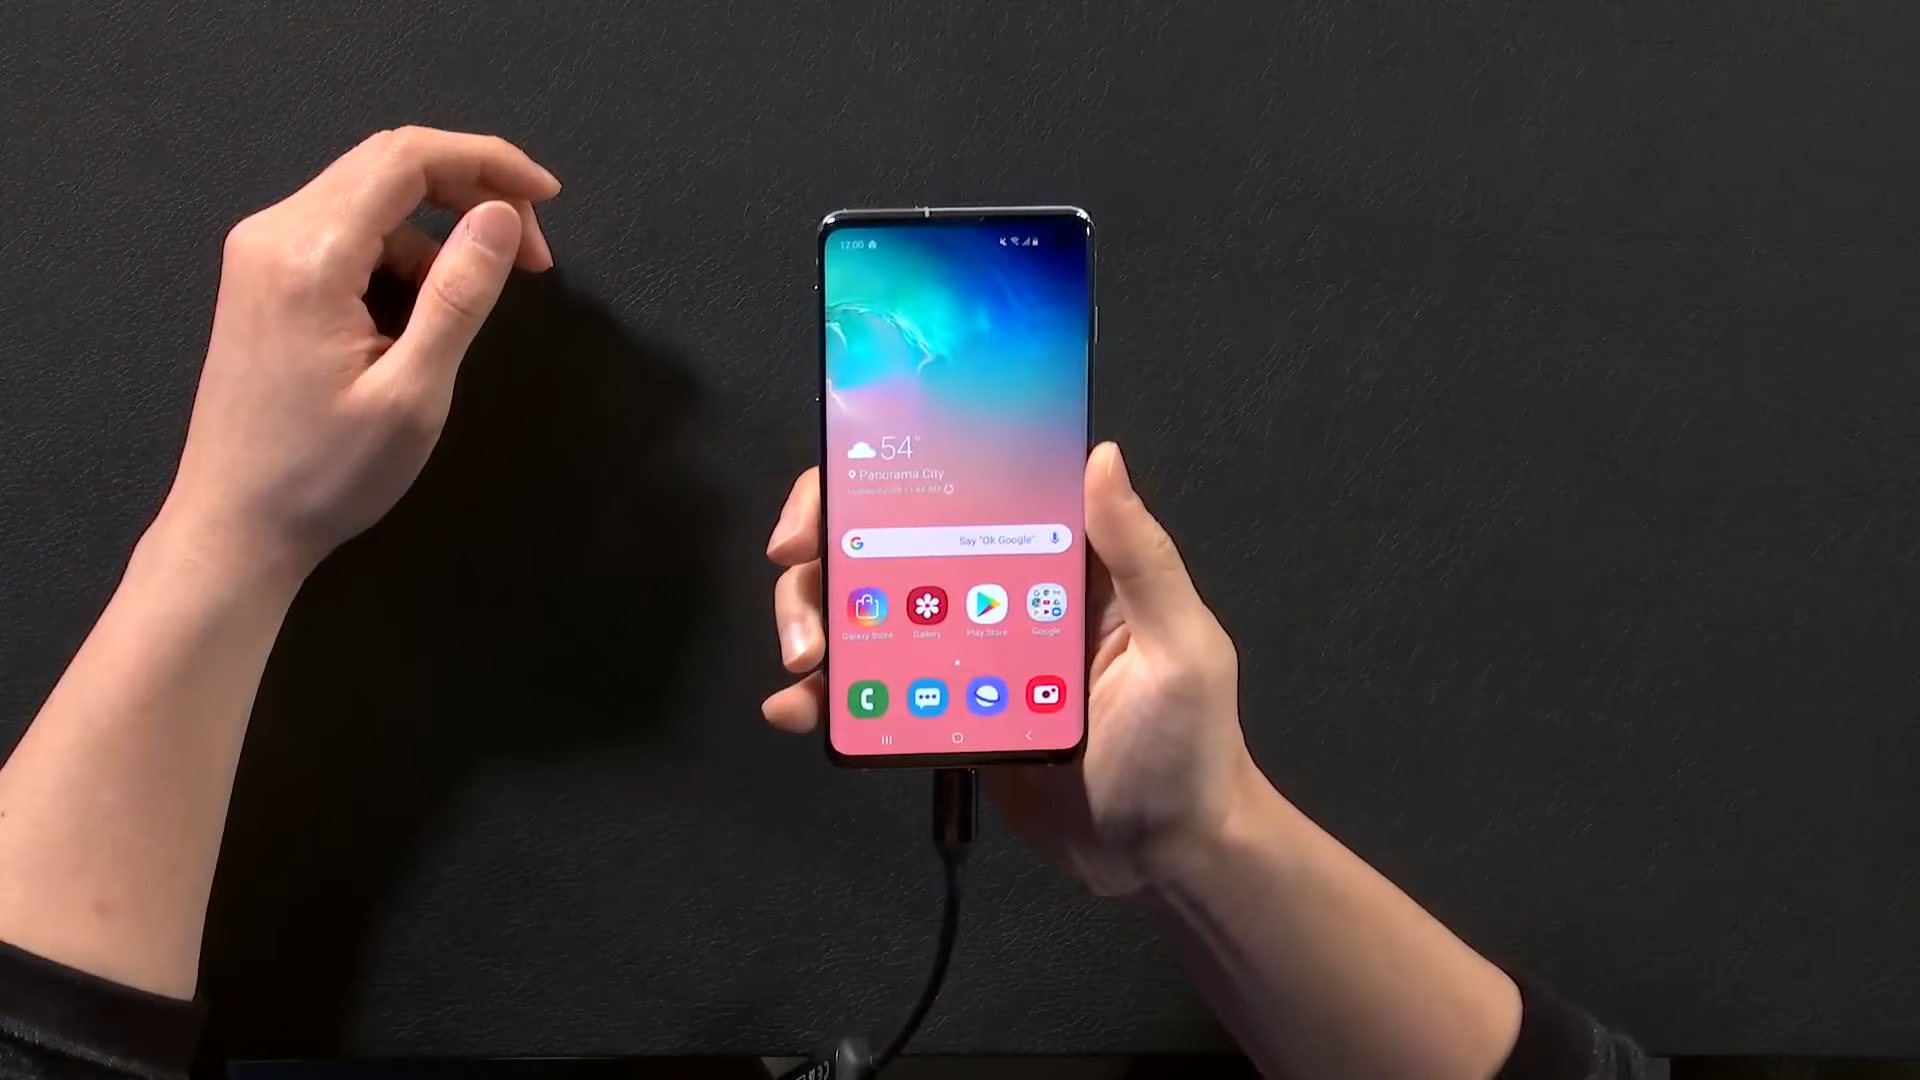 12:00
54°
Panorama City
Say "Ok Google"
Galaxy Store
Gallery
Play Store
Google